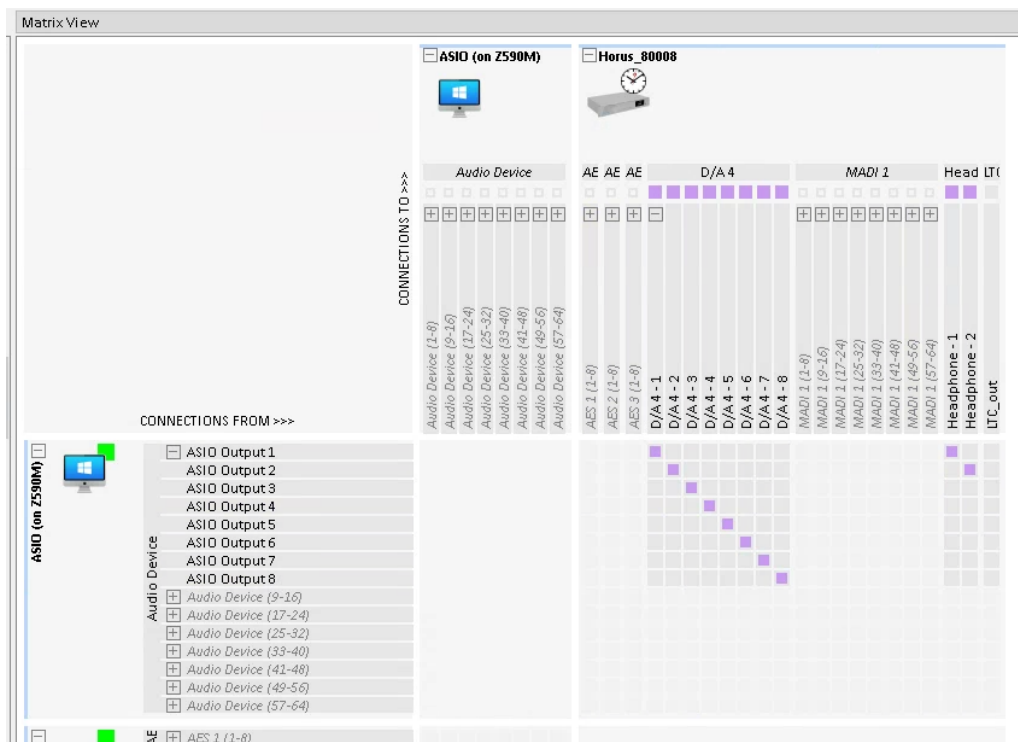 Matrix View
ASIO (on Z590M)
Horus_80008
Audio Device
AE AE AE
D/A 4
MADI 1
Head
CONNECTIONS TO >>>
Audio Device (1-8)
Audio Device (9-16)
Audio Device (17-24)
Audio Device (25-32)
Audio Device (33-40)
Audio Device (41-48)
Audio Device (49-56)
Audio Device (57-64)
AES 1 (1-8)
AES 2 (1-8)
AES 3 (1-8)
D/A 4 - 1
D/A 4 - 2
D/A 4 - 3
D/A 4 - 4
D/A 4 - 5
D/A 4 - 6
D/A 4 - 7
D/A 4 - 8
MADI 1 (1-8)
MADI 1 (9-16)
MADI 1 (17-24)
MADI 1 (25-32)
MADI 1 (33-40)
MADI 1 (41-48)
MADI 1 (49-56)
MADI 1 (57-64)
Headphone - 1
Headphone - 2
LTC_out
CONNECTIONS FROM >>>
ASIO (on Z590M)
Audio Device
ASIO Output 1
ASIO Output 2
ASIO Output 3
ASIO Output 4
ASIO Output 5
ASIO Output 6
ASIO Output 7
ASIO Output 8
Audio Device (9-16)
Audio Device (17-24)
Audio Device (25-32)
Audio Device (33-40)
Audio Device (41-48)
Audio Device (49-56)
Audio Device (57-64)
AES 1 (1-8)